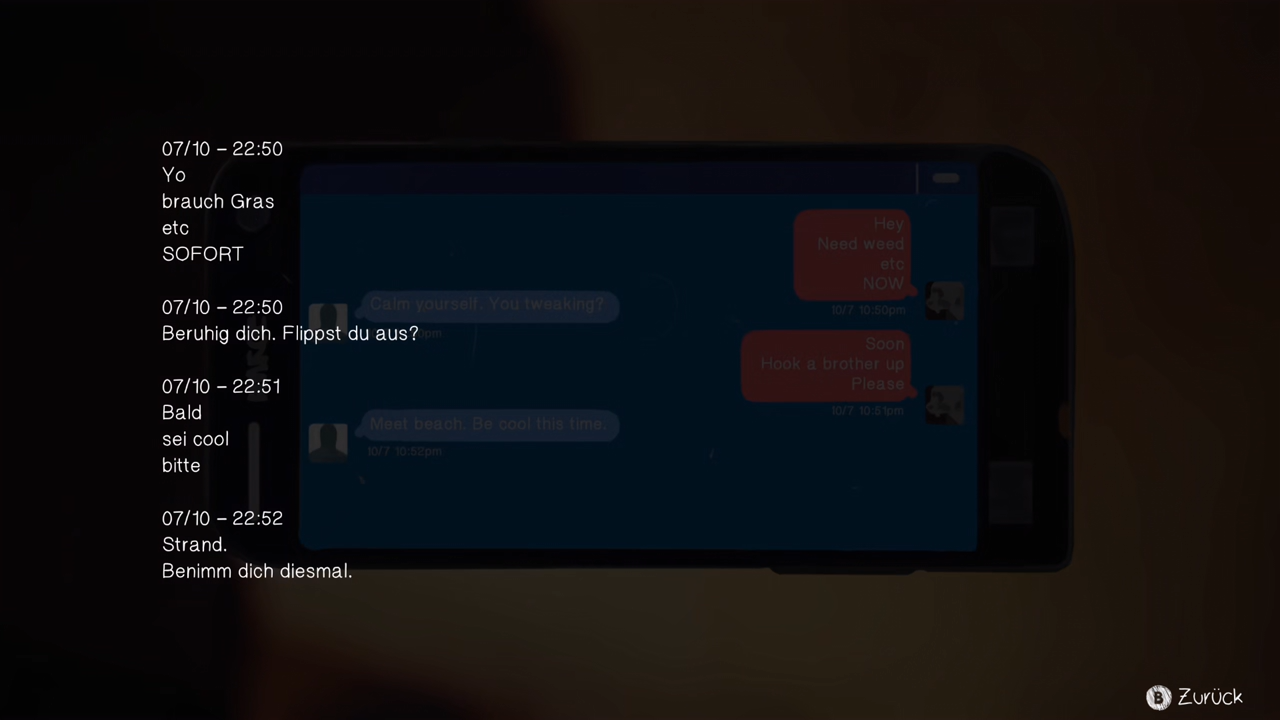 07/10 – 22:50
Yo
brauch Gras
etc
SOFORT
07/10 – 22:50
Beruhig dich. Flippst du aus?
07/10 – 22:51
Bald
sei cool
bitte
07/10 – 22:52
Strand.
Benimm dich diesmal.
Hey
Need weed
etc
NOW
10/7 10:50pm
Calm yourself. You tweaking?
Soon
Hook a brother up
Please
10/7 10:51pm
Meet beach. Be cool this time.
10/7 10:52pm
B Zurück